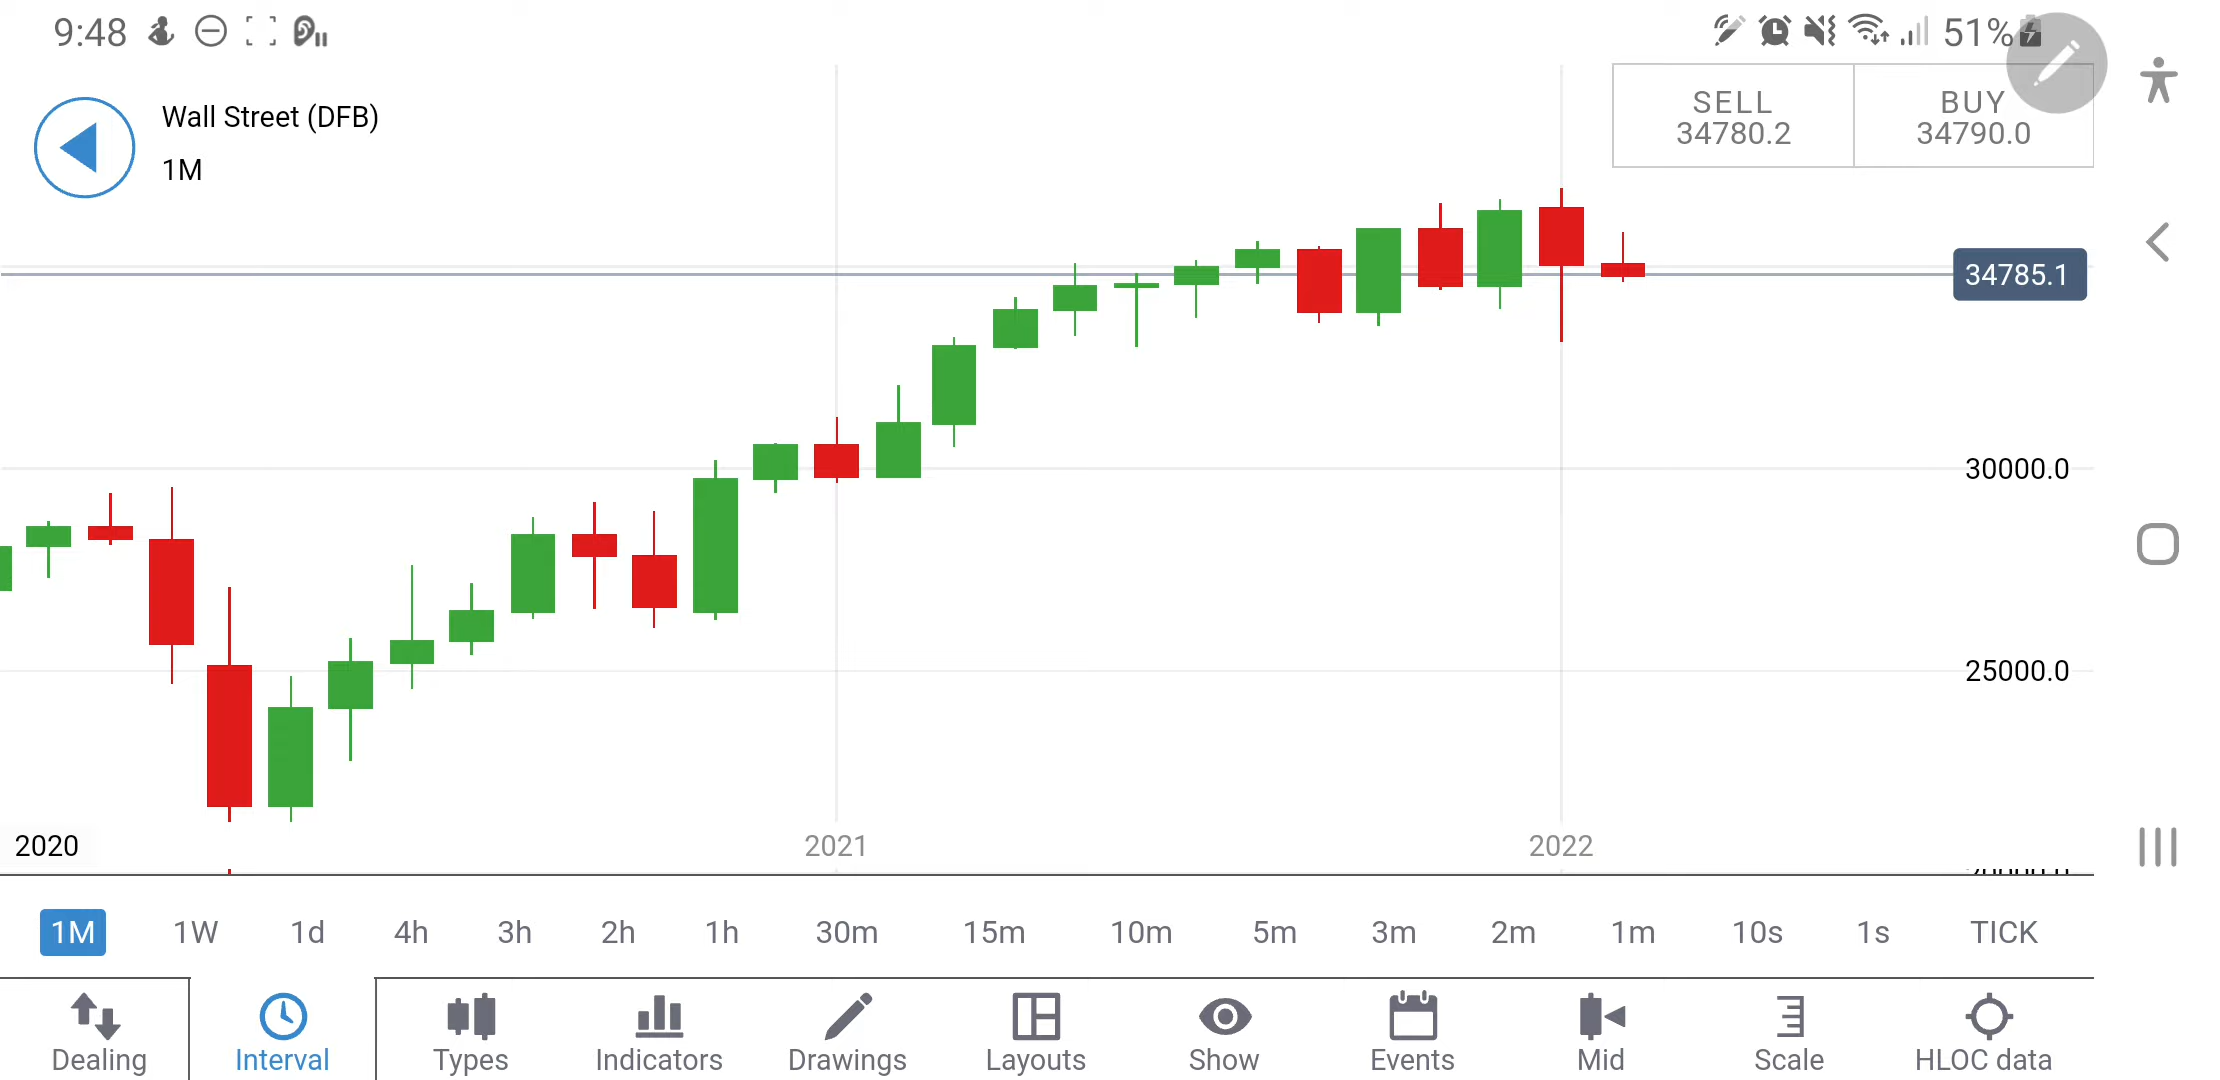 9:48
51%
Wall Street (DFB)
1M
SELL
34780.2
BUY
34790.0
34785.1
30000.0
25000.0
2020
2021
2022
1M 1W 1d 4h 3h 2h 1h 30m 15m 10m 5m 3m 2m 1m 10s 1s TICK
Dealing Interval Types Indicators Drawings Layouts Show Events Mid Scale HLOC data